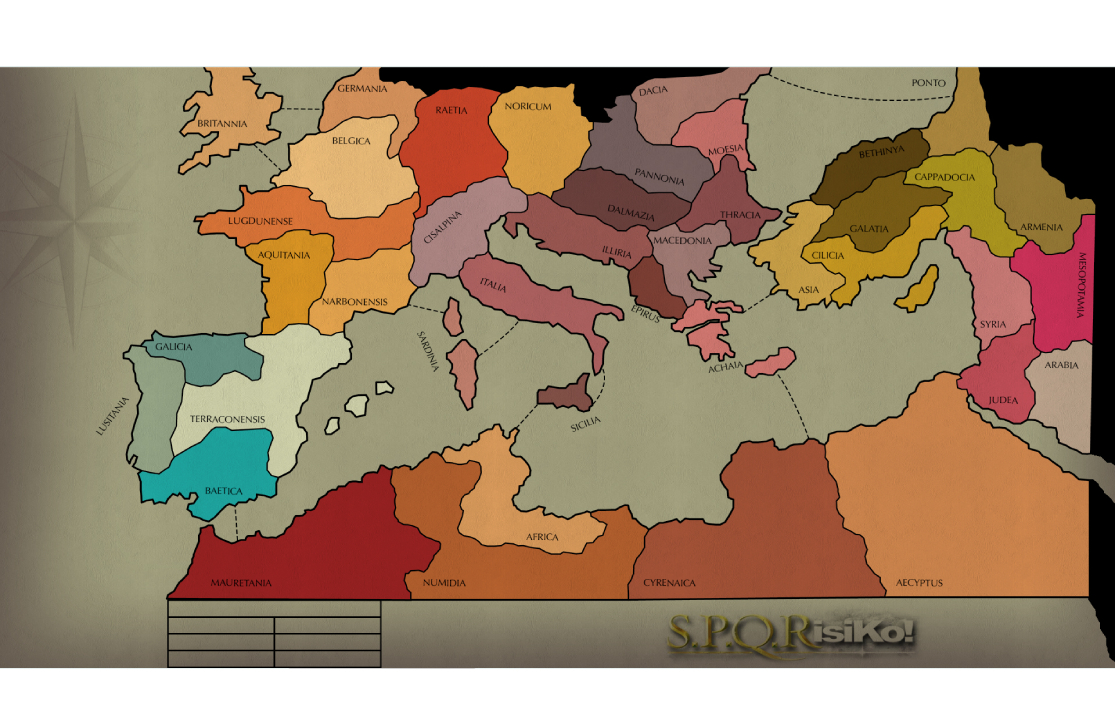 PONTO
GERMANIA
DACIA
RAETIA
NORICUM
BRITANNIA
BELGICA
MOESIA
BETHINYA
PANNONIA
CAPPADOCIA
LUGDUNENSE
CISALPINA
DALMAZIA
THRACIA
GALATIA
ARMENIA
AQUITANIA
ILLIRIA
MACEDONIA
CILICIA
MESOPOTAMIA
ITALIA
ASIA
NARBONENSIS
EPIRUS
SYRIA
GALICIA
SARDINIA
ACHAIA
ARABIA
JUDEA
LUSITANIA
TERRACONENSIS
SICILIA
BAETICA
AFRICA
MAURETANIA
NUMIDIA
CYRENAICA
AECYPTUS
S.P.Q.RisiKo!